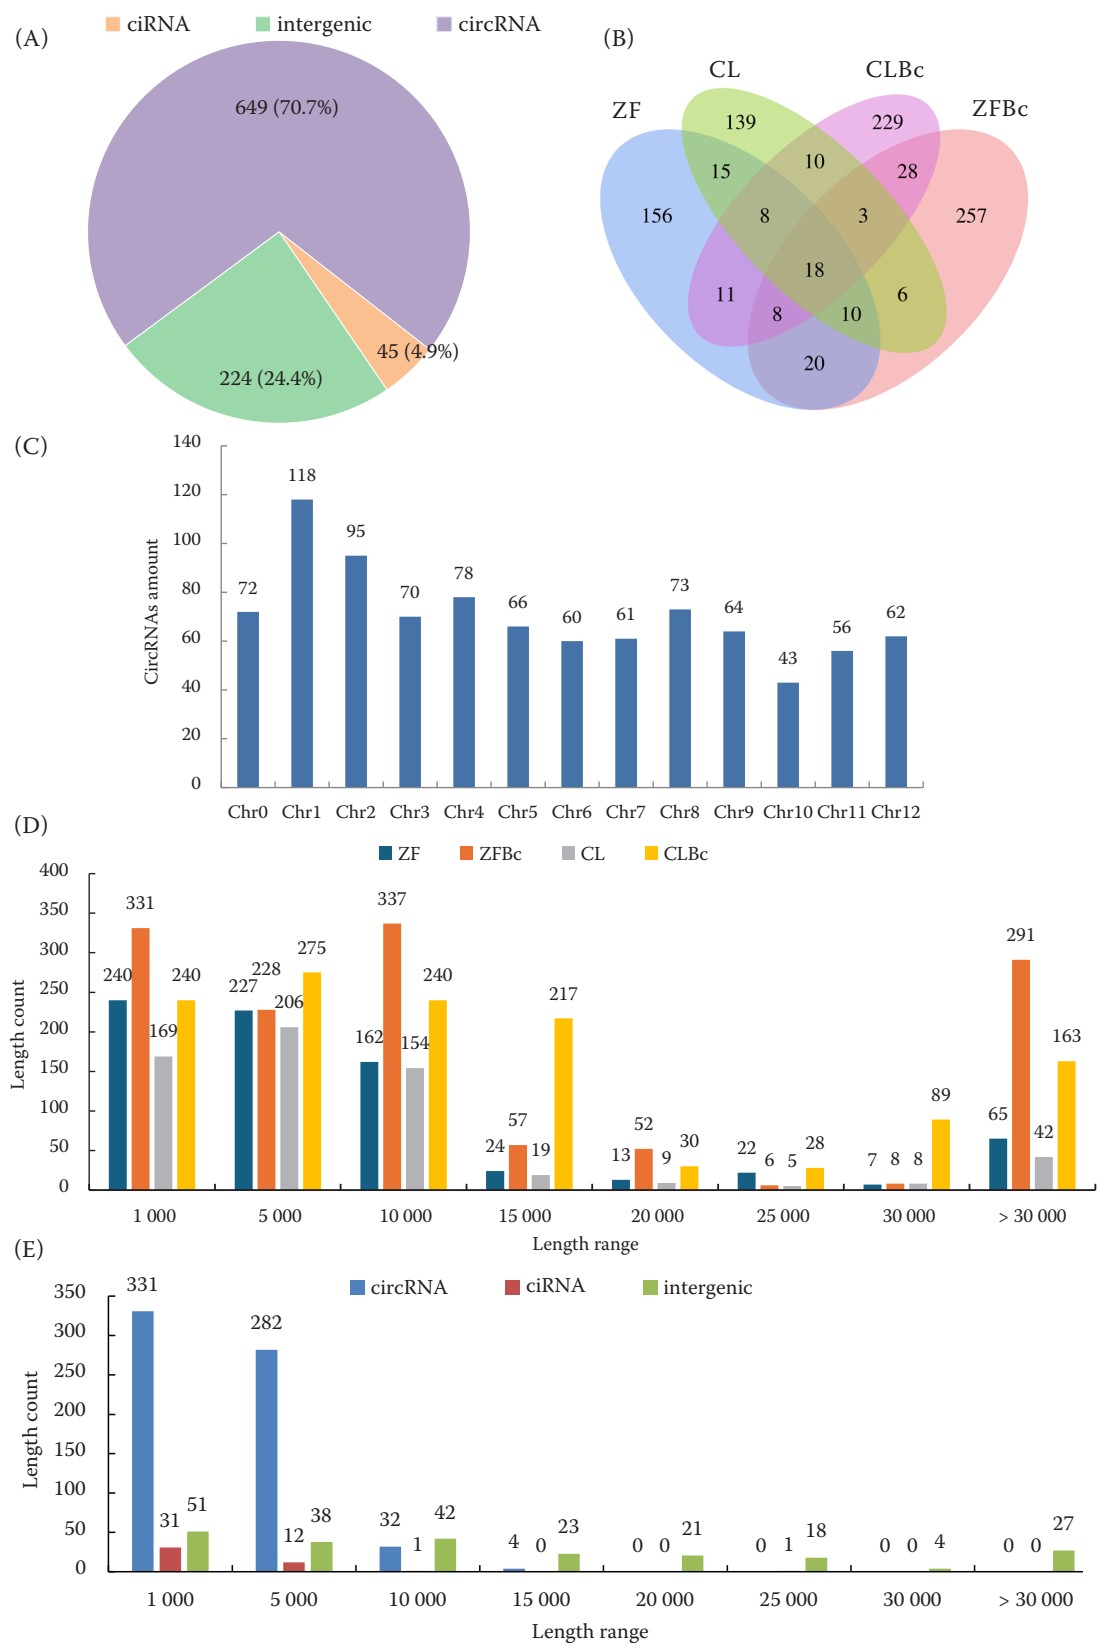 (A)
ciRNA intergenic circRNA
649 (70.7%)
45 (4.9%)
224 (24.4%)
(B)
ZF CL CLBc ZFBc
139 229
15 10 28
156 8 3 257
18
11 8 10 6
20
(C)
CircRNAs amount
140
120
100
80
60
40
20
0
72 118 95 70 78 66 60 61 73 64 43 56 62
Chr0 Chr1 Chr2 Chr3 Chr4 Chr5 Chr6 Chr7 Chr8 Chr9 Chr10 Chr11 Chr12
(D)
ZF ZFBc CL CLBc
Length count
400
350
300
250
200
150
100
50
0
240 331 169 240
227 228 206 275
162 337 154 240
24 57 19 217
13 52 9 30
22 6 5 28
7 8 8 89
65 291 42 163
1 000 5 000 10 000 15 000 20 000 25 000 30 000 > 30 000
Length range
(E)
circRNA ciRNA intergenic
Length count
350
300
250
200
150
100
50
0
331 31 51
282 12 38
32 1 42
4 0 23
0 0 21
0 1 18
0 0 4
0 0 27
1 000 5 000 10 000 15 000 20 000 25 000 30 000 > 30 000
Length range